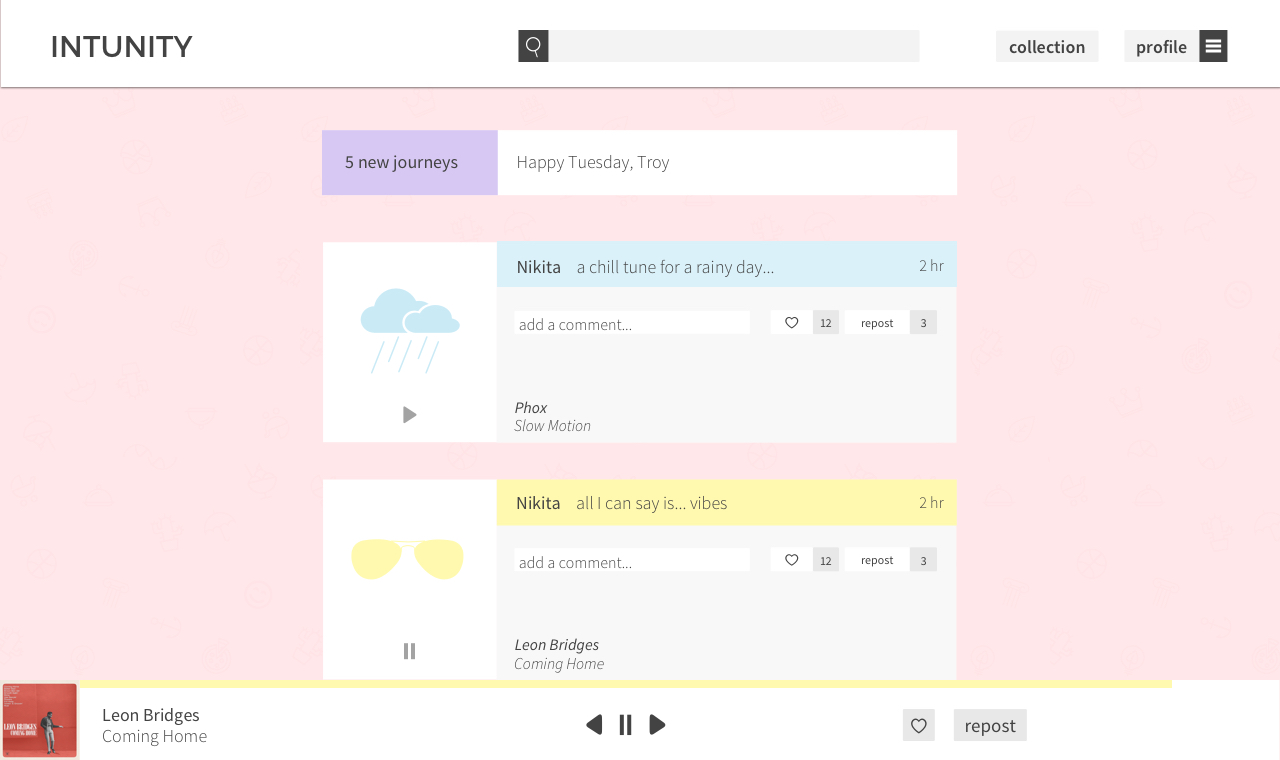 INTUNITY
collection
profile
5 new journeys
Happy Tuesday, Troy
Nikita a chill tune for a rainy day...
2 hr
add a comment...
12
repost
3
Phox
Slow Motion
Nikita all I can say is... vibes
2 hr
add a comment...
12
repost
3
Leon Bridges
Coming Home
LEON BRIDGES
COMING HOME
Leon Bridges
Coming Home
repost